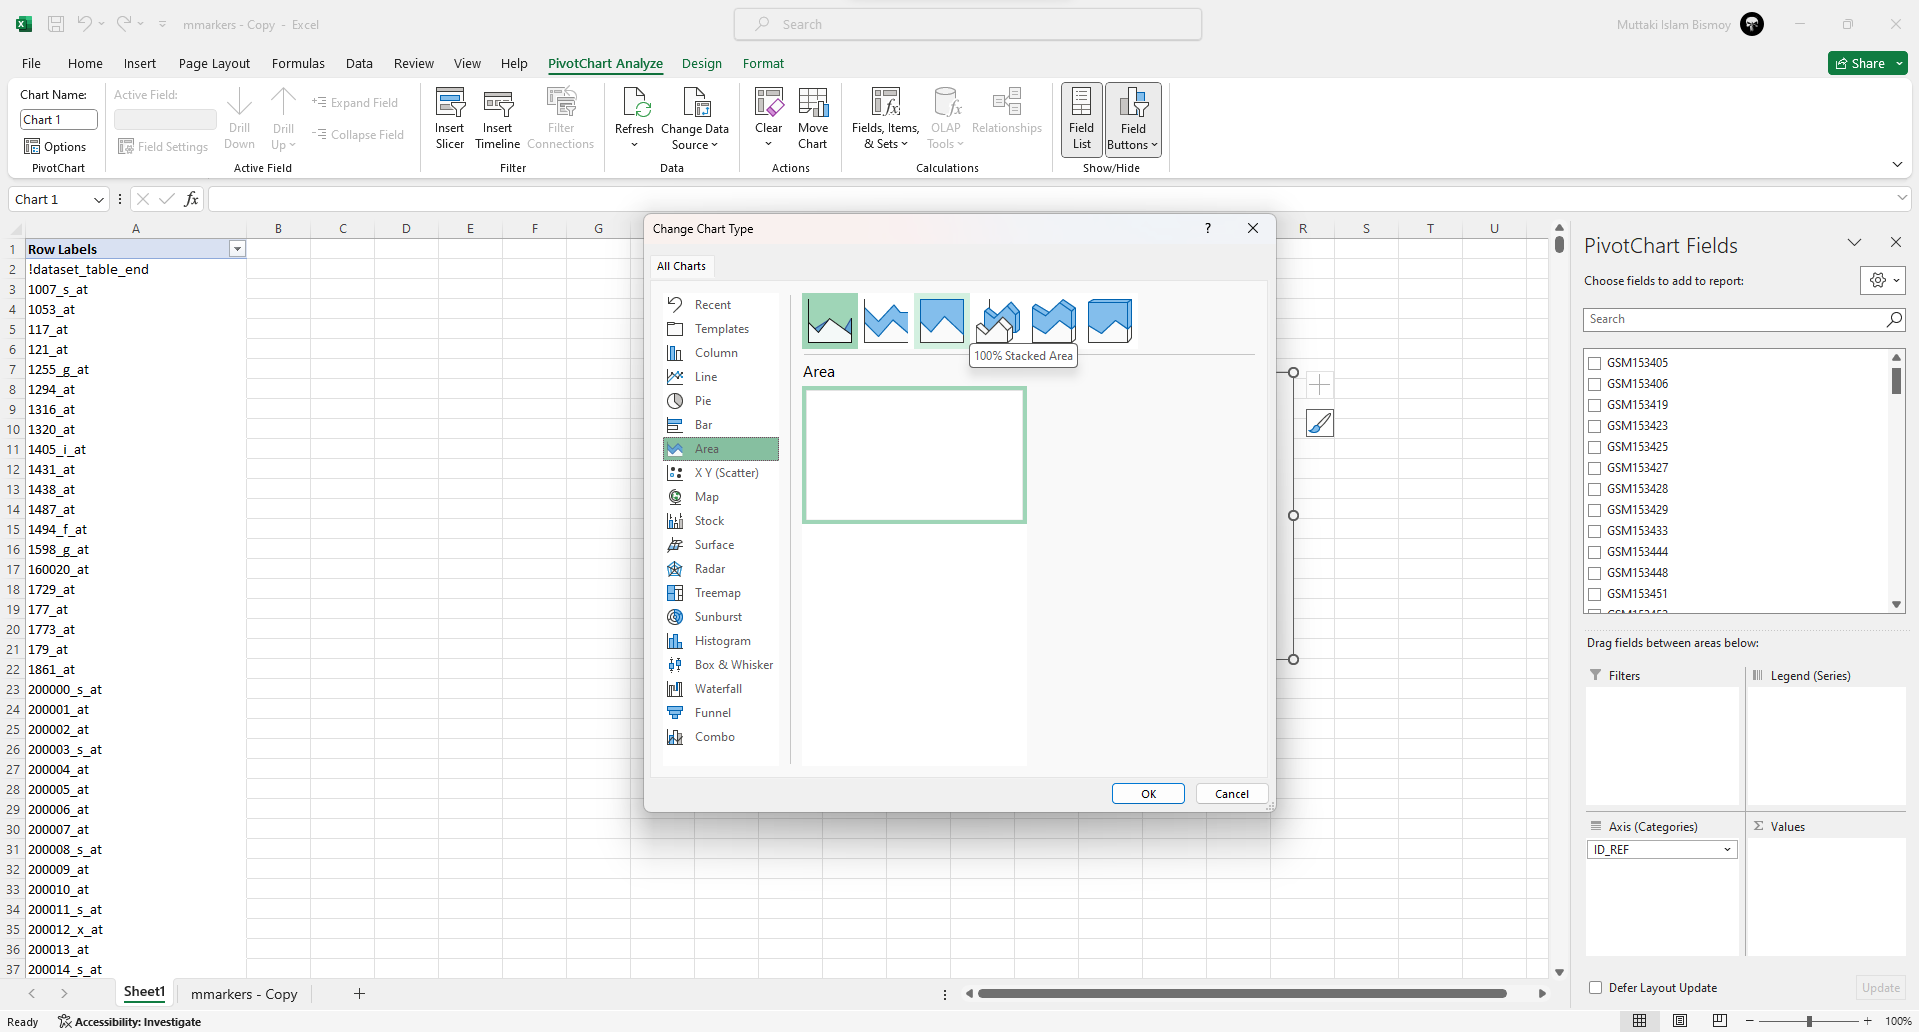 mmarkers - Copy - Excel
Search
Muttaki Islam Bismoy
File Home Insert Page Layout Formulas Data Review View Help PivotChart Analyze Design Format
Share
Chart Name:
Chart 1
Options
PivotChart
Active Field:
Field Settings
Drill Down
Drill Up
Expand Field
Collapse Field
Active Field
Insert Slicer
Insert Timeline
Filter Connections
Filter
Refresh
Change Data Source
Data
Clear
Move Chart
Actions
Fields, Items, & Sets
OLAP Tools
Relationships
Calculations
Field List
Field Buttons
Show/Hide
Chart 1
fx
A B C D E F G R S T U
1 Row Labels
2 !dataset_table_end
3 1007_s_at
4 1053_at
5 117_at
6 121_at
7 1255_g_at
8 1294_at
9 1316_at
10 1320_at
11 1405_i_at
12 1431_at
13 1438_at
14 1487_at
15 1494_f_at
16 1598_g_at
17 160020_at
18 1729_at
19 177_at
20 1773_at
21 179_at
22 1861_at
23 200000_s_at
24 200001_at
25 200002_at
26 200003_s_at
27 200004_at
28 200005_at
29 200006_at
30 200007_at
31 200008_s_at
32 200009_at
33 200010_at
34 200011_s_at
35 200012_x_at
36 200013_at
37 200014_s_at
Change Chart Type
?
All Charts
Recent
Templates
Column
Line
Pie
Bar
Area
X Y (Scatter)
Map
Stock
Surface
Radar
Treemap
Sunburst
Histogram
Box & Whisker
Waterfall
Funnel
Combo
100% Stacked Area
Area
OK
Cancel
PivotChart Fields
Choose fields to add to report:
Search
GSM153405
GSM153406
GSM153419
GSM153423
GSM153425
GSM153427
GSM153428
GSM153429
GSM153433
GSM153444
GSM153448
GSM153451
Drag fields between areas below:
Filters
Legend (Series)
Axis (Categories)
Σ Values
ID_REF
Defer Layout Update
Update
Sheet1
mmarkers - Copy
Ready
Accessibility: Investigate
100%